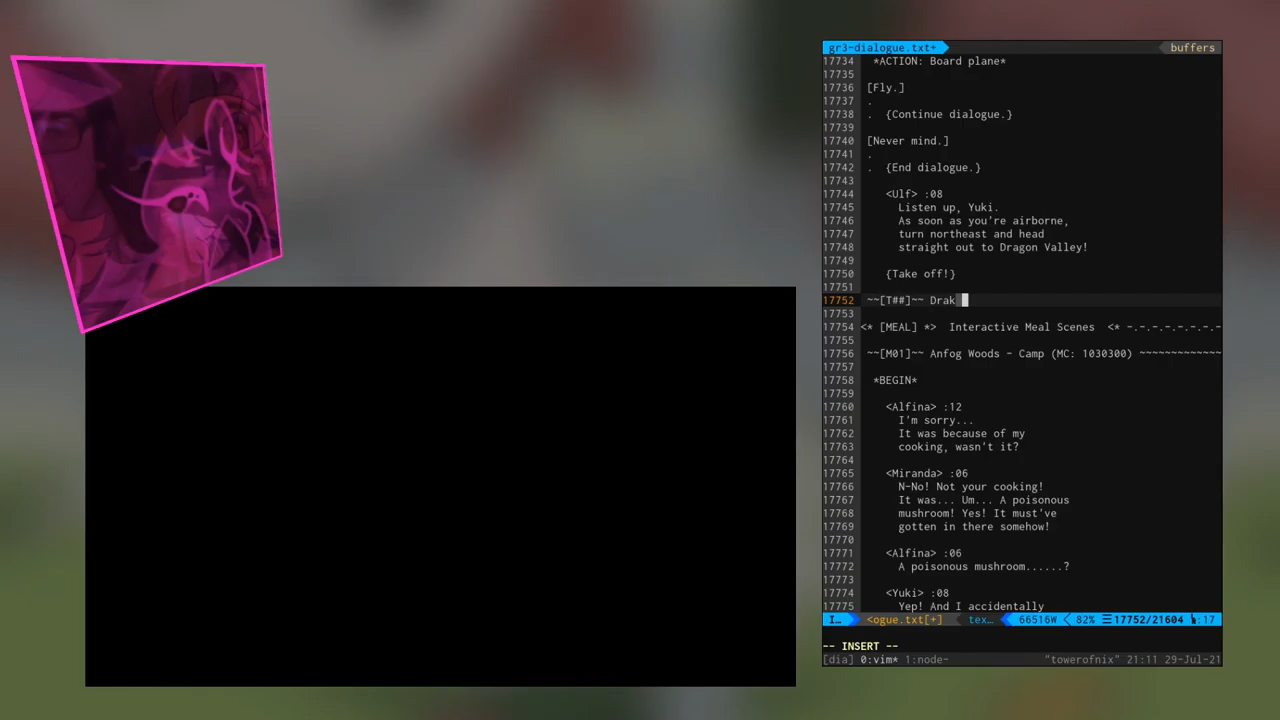 gr3-dialogue.txt+ buffers
17734 *ACTION: Board plane*
17735
17736 [Fly.]
17737 .
17738 . {Continue dialogue.}
17739
17740 [Never mind.]
17741 .
17742 . {End dialogue.}
17743
17744 <Ulf> :08
17745 Listen up, Yuki.
17746 As soon as you're airborne,
17747 turn northeast and head
17748 straight out to Dragon Valley!
17749
17750 {Take off!}
17751
17752 ~~[T##]~~ Drak
17753
17754 <* [MEAL] *> Interactive Meal Scenes <* -.-.-.-.-.-.-.-
17755
17756 ~~[M01]~~ Anfog Woods - Camp (MC: 1030300) ~~~~~~~~~~~~~
17757
17758 *BEGIN*
17759
17760 <Alfina> :12
17761 I'm sorry...
17762 It was because of my
17763 cooking, wasn't it?
17764
17765 <Miranda> :06
17766 N-No! Not your cooking!
17767 It was... Um... A poisonous
17768 mushroom! Yes! It must've
17769 gotten in there somehow!
17770
17771 <Alfina> :06
17772 A poisonous mushroom......?
17773
17774 <Yuki> :08
17775 Yep! And I accidentally
I… <ogue.txt[+] tex… 66516W 82% ☰17752/21604 :17
-- INSERT --
[dia] 0:vim* 1:node- "towerofnix" 21:11 29-Jul-21